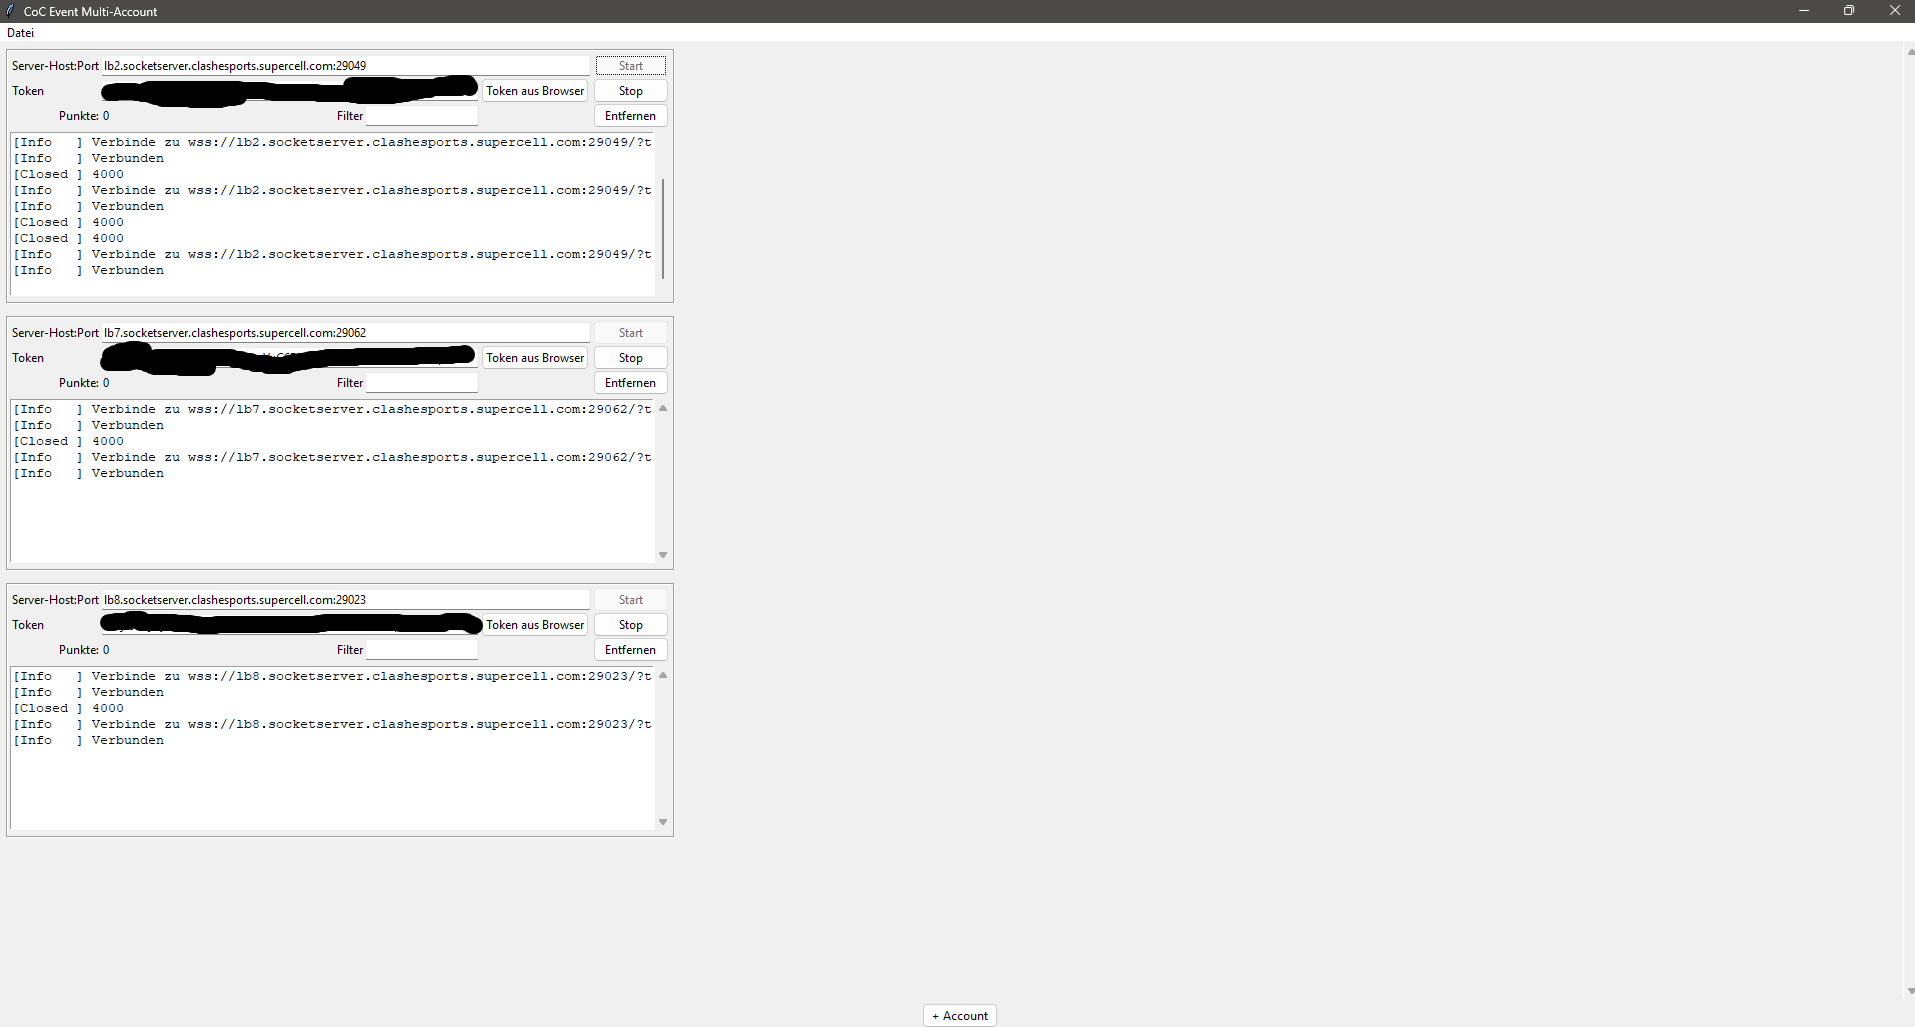 CoC Event Multi-Account
Datei
Server-Host:Port lb2.socketserver.clashesports.supercell.com:29049 Start
Token Token aus Browser Stop
Punkte: 0 Filter Entfernen
[Info   ] Verbinde zu wss://lb2.socketserver.clashesports.supercell.com:29049/?t
[Info   ] Verbunden
[Closed ] 4000
[Info   ] Verbinde zu wss://lb2.socketserver.clashesports.supercell.com:29049/?t
[Info   ] Verbunden
[Closed ] 4000
[Closed ] 4000
[Info   ] Verbinde zu wss://lb2.socketserver.clashesports.supercell.com:29049/?t
[Info   ] Verbunden
Server-Host:Port lb7.socketserver.clashesports.supercell.com:29062 Start
Token Token aus Browser Stop
Punkte: 0 Filter Entfernen
[Info   ] Verbinde zu wss://lb7.socketserver.clashesports.supercell.com:29062/?t
[Info   ] Verbunden
[Closed ] 4000
[Info   ] Verbinde zu wss://lb7.socketserver.clashesports.supercell.com:29062/?t
[Info   ] Verbunden
Server-Host:Port lb8.socketserver.clashesports.supercell.com:29023 Start
Token Token aus Browser Stop
Punkte: 0 Filter Entfernen
[Info   ] Verbinde zu wss://lb8.socketserver.clashesports.supercell.com:29023/?t
[Info   ] Verbunden
[Closed ] 4000
[Info   ] Verbinde zu wss://lb8.socketserver.clashesports.supercell.com:29023/?t
[Info   ] Verbunden
+ Account